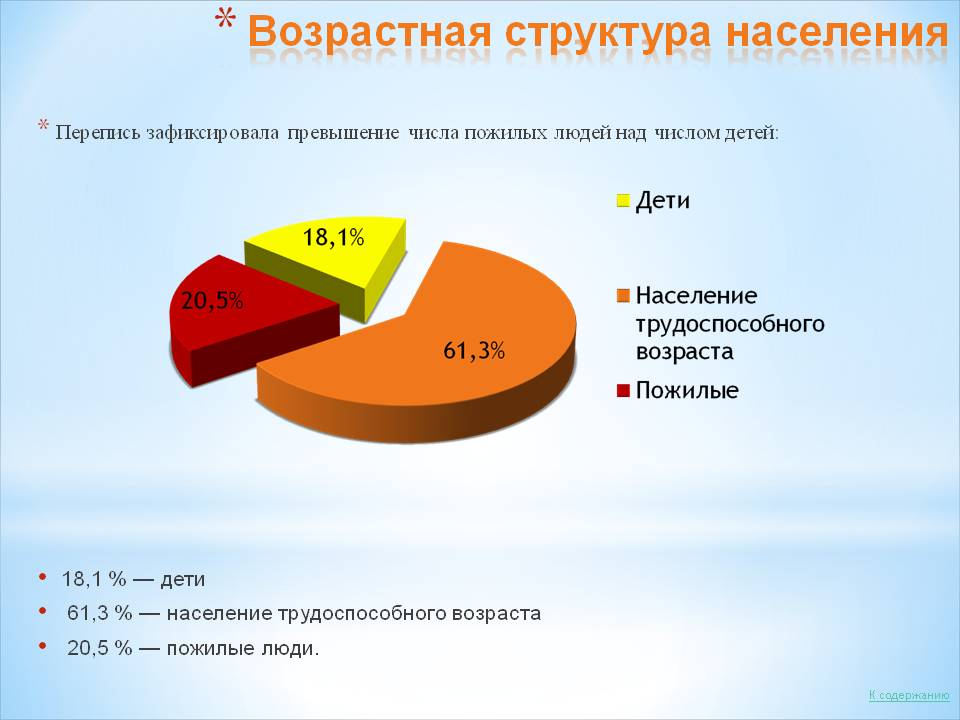 * Возрастная структура населения
* Перепись зафиксировала превышение числа пожилых людей над числом детей:
18,1%
20,5%
61,3%
Дети
Население
трудоспособного
возраста
Пожилые
• 18,1 % — дети
• 61,3 % — население трудоспособного возраста
• 20,5 % — пожилые люди.
К содержанию